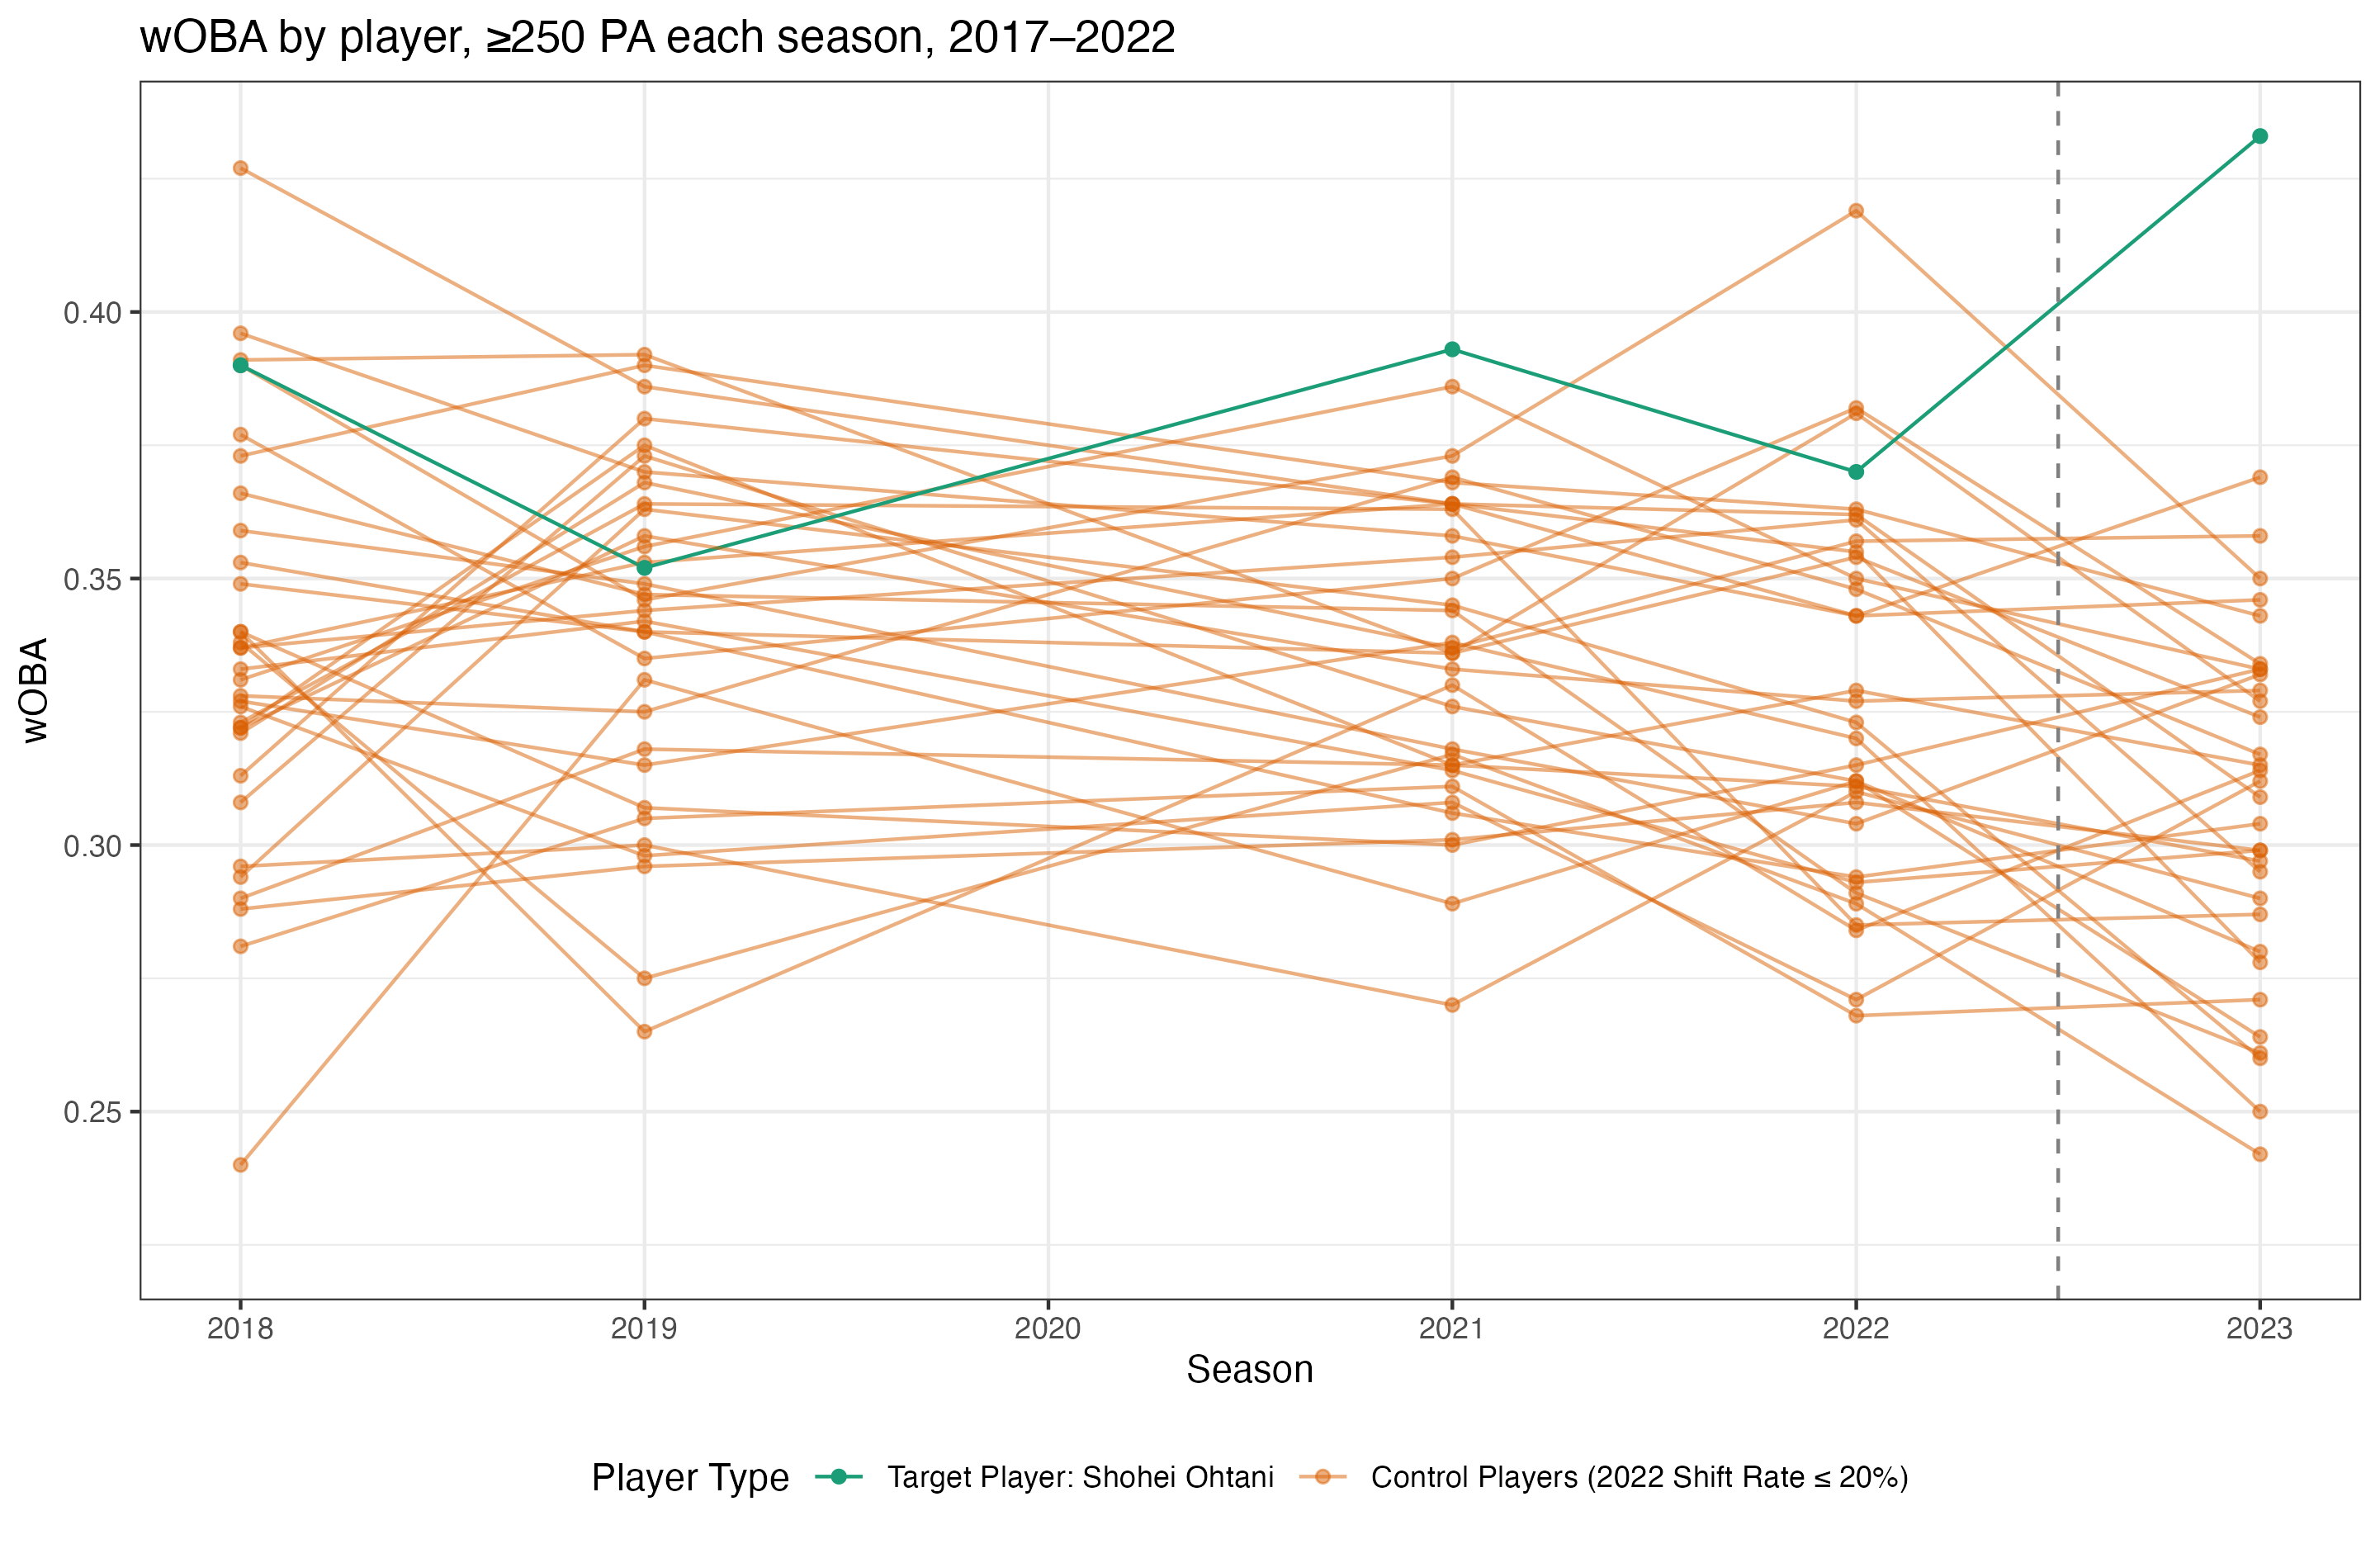 wOBA by player, ≥250 PA each season, 2017–2022
wOBA
0.40
0.35
0.30
0.25
2018 2019 2020 2021 2022 2023
Season
Player Type Target Player: Shohei Ohtani Control Players (2022 Shift Rate ≤ 20%)